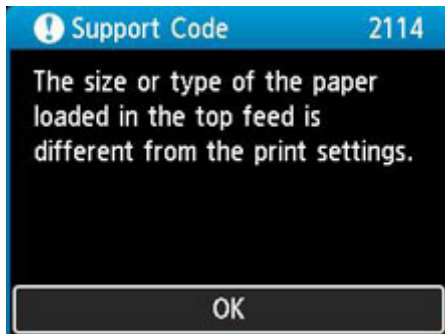 Support Code 2114
The size or type of the paper
loaded in the top feed is
different from the print settings.
OK